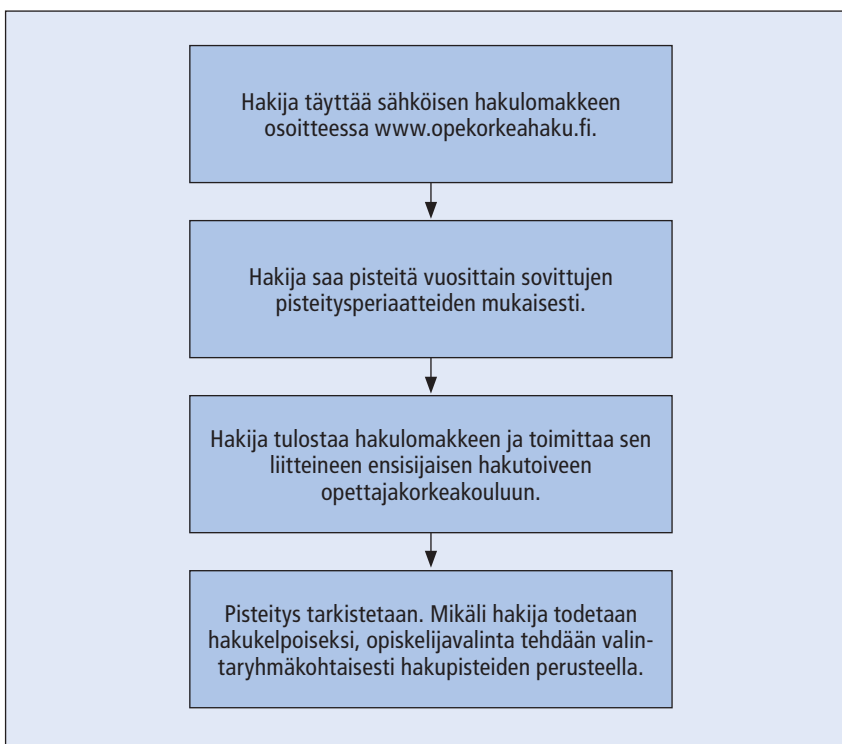 Hakija täyttää sähköisen hakulomakkeen
osoitteessa www.opekorkeahaku.fi.
Hakija saa pisteitä vuosittain sovittujen
pisteitysperiaatteiden mukaisesti.
Hakija tulostaa hakulomakkeen ja toimittaa sen
liitteineen ensisijaisen hakutoiveen
opettajakorkeakouluun.
Pisteitys tarkistetaan. Mikäli hakija todetaan
hakukelpoiseksi, opiskelijavalinta tehdään valin-
taryhmäkohtaisesti hakupisteiden perusteella.